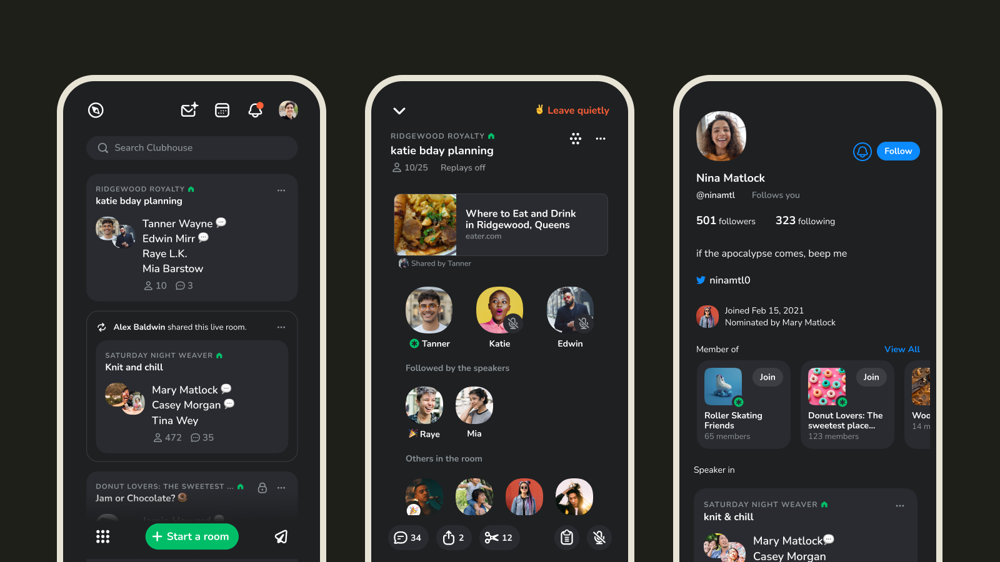 Search Clubhouse
RIDGEWOOD ROYALTY
katie bday planning
Tanner Wayne
Edwin Mirr
Raye L.K.
Mia Barstow
10 3
Alex Baldwin shared this live room.
SATURDAY NIGHT WEAVER
Knit and chill
Mary Matlock
Casey Morgan
Tina Wey
472 35
DONUT LOVERS: THE SWEETEST ...
Jam or Chocolate?
Jamie Howard
+ Start a room
Leave quietly
RIDGEWOOD ROYALTY
katie bday planning
10/25 Replays off
Where to Eat and Drink
in Ridgewood, Queens
eater.com
Shared by Tanner
Tanner Katie Edwin
Followed by the speakers
Raye Mia
Others in the room
34 2 12
Follow
Nina Matlock
@ninamtl Follows you
501 followers 323 following
if the apocalypse comes, beep me
ninamtl0
Joined Feb 15, 2021
Nominated by Mary Matlock
Member of View All
Join Join
Roller Skating
Friends
65 members
Donut Lovers: The
sweetest place...
123 members
Woo
14 m
Speaker in
SATURDAY NIGHT WEAVER
knit & chill
Mary Matlock
Casey Morgan